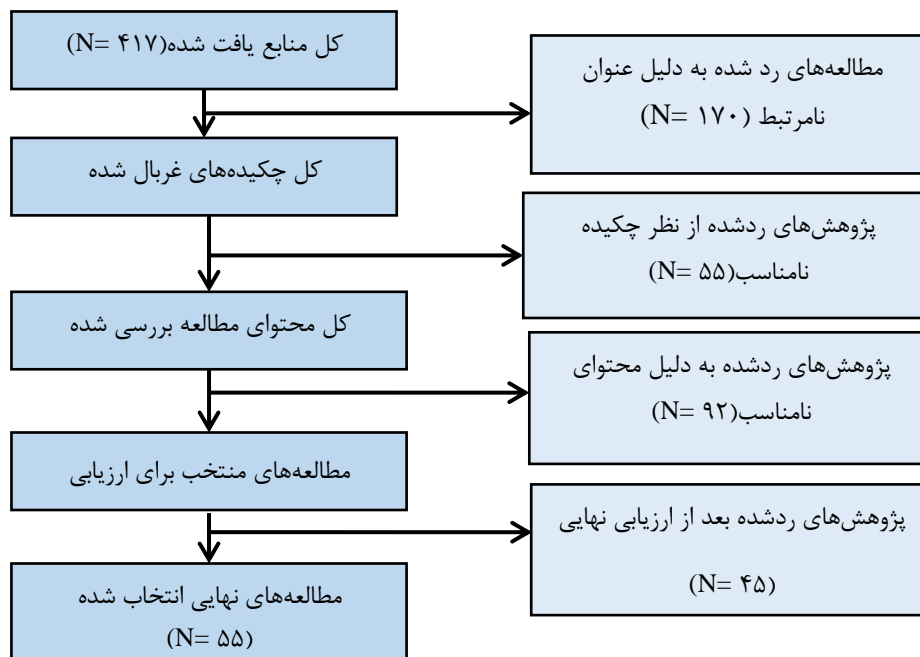 کل منابع یافت شده(N= ۴۱۷)
مطالعه‌های رد شده به دلیل عنوان
نامرتبط (N= ۱۷۰)
کل چکیده‌های غربال شده
پژوهش‌های ردشده از نظر چکیده
نامناسب(N= ۵۵)
کل محتوای مطالعه بررسی شده
پژوهش‌های ردشده به دلیل محتوای
نامناسب(N= ۹۲)
مطالعه‌های منتخب برای ارزیابی
پژوهش‌های ردشده بعد از ارزیابی نهایی
(N= ۴۵)
مطالعه‌های نهایی انتخاب شده
(N= ۵۵)